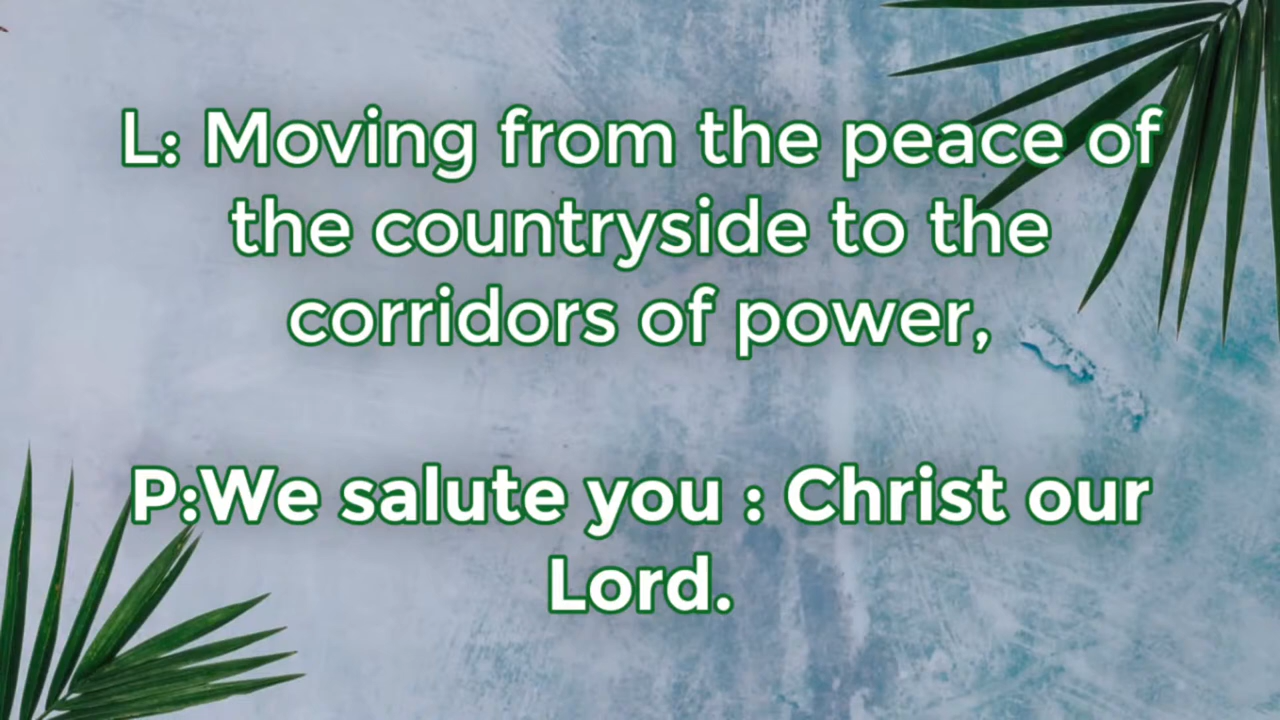 L: Moving from the peace of
the countryside to the
corridors of power,
P:We salute you : Christ our
Lord.